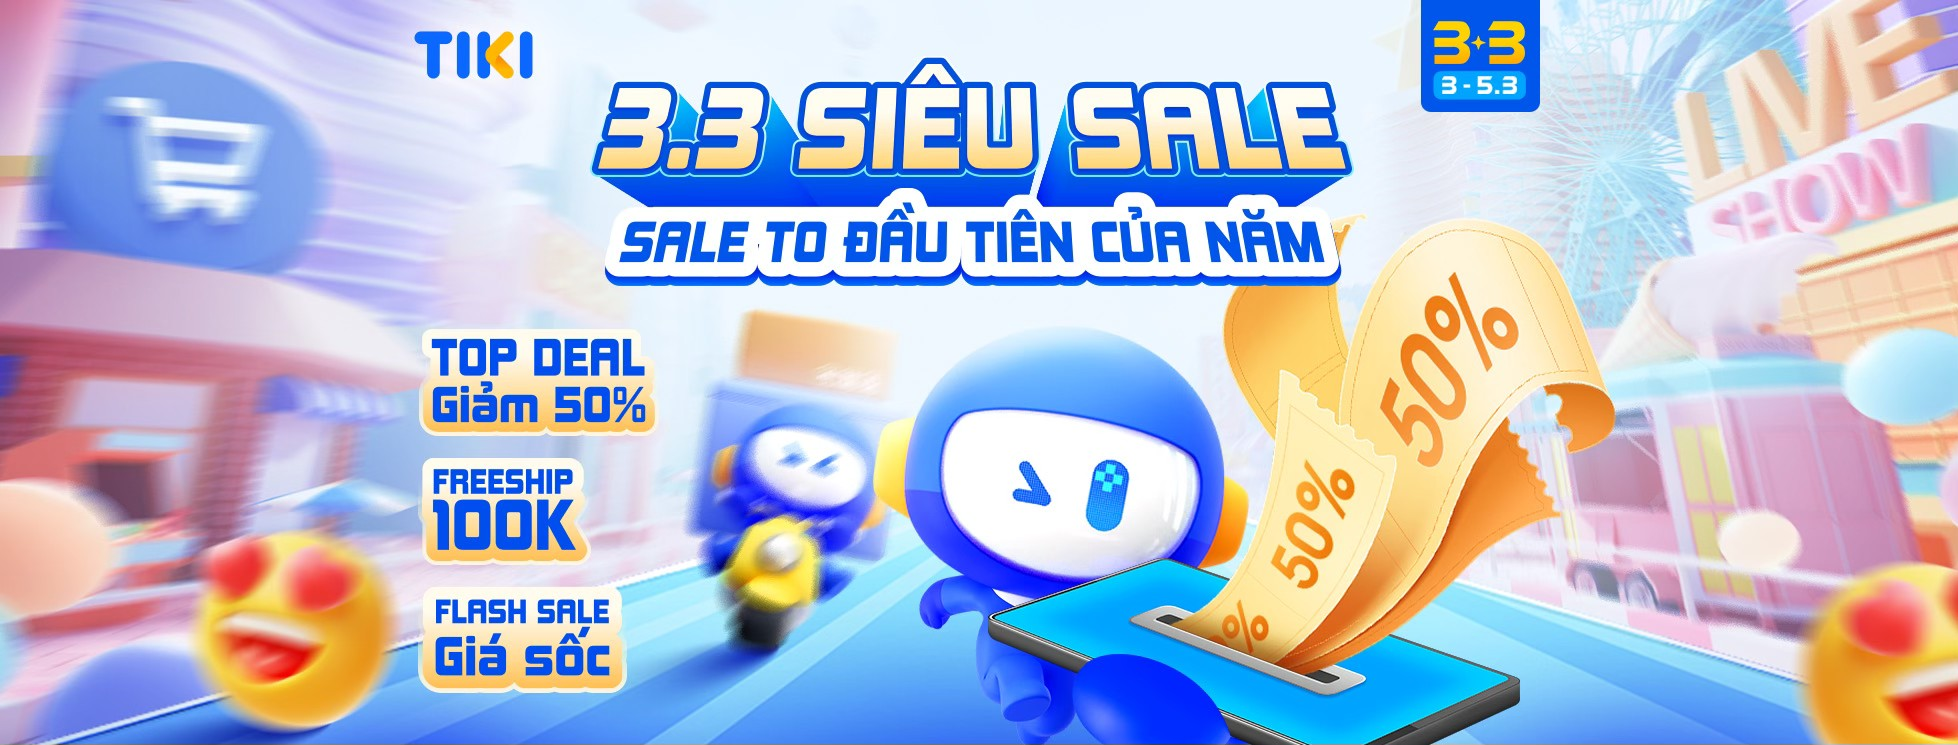 TIKI
3.3
3 - 5.3
3.3 SIÊU SALE
SALE TO ĐẦU TIÊN CỦA NĂM
LIVE
SHOW
TOP DEAL
Giảm 50%
FREESHIP
100K
FLASH SALE
Giá sốc
50%
50%
%